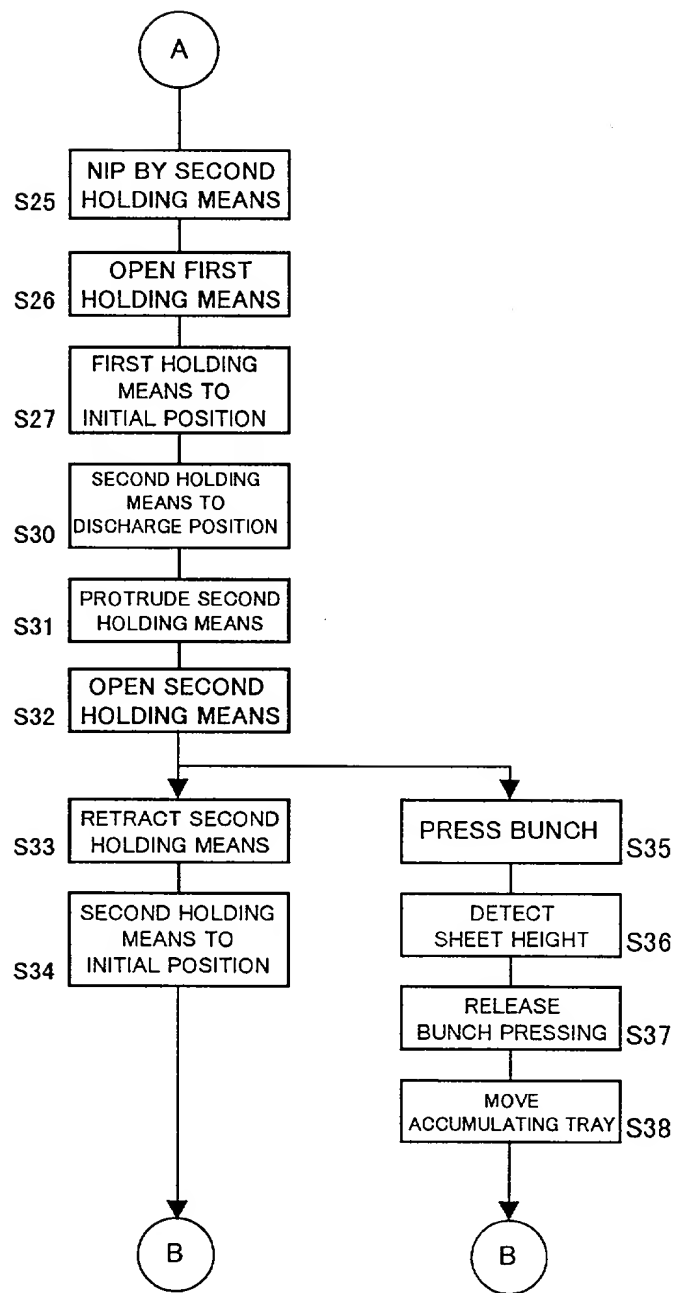 A
S25
NIP BY SECOND
HOLDING MEANS
S26
OPEN FIRST
HOLDING MEANS
S27
FIRST HOLDING
MEANS TO
INITIAL POSITION
S30
SECOND HOLDING
MEANS TO
DISCHARGE POSITION
S31
PROTRUDE SECOND
HOLDING MEANS
S32
OPEN SECOND
HOLDING MEANS
S33
RETRACT SECOND
HOLDING MEANS
S34
SECOND HOLDING
MEANS TO
INITIAL POSITION
B
PRESS BUNCH
S35
DETECT
SHEET HEIGHT
S36
RELEASE
BUNCH PRESSING
S37
MOVE
ACCUMULATING TRAY
S38
B